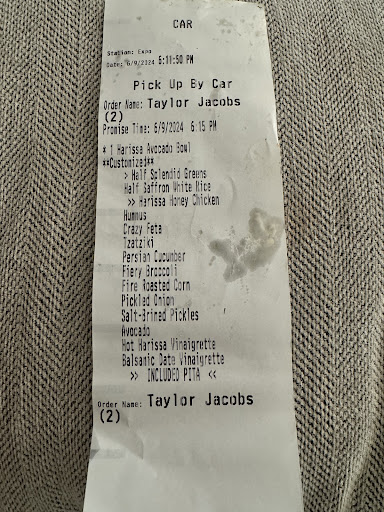 CAR
Station: Expo
Date: 6/9/2024 5:11:50 PM
Pick Up By Car
Order Name: Taylor Jacobs
(2)
Promise Time: 6/9/2024 6:15 PM
* 1 Harissa Avocado Bowl
**Customized**
> Half Splendid Greens
Half Saffron White Rice
>> Harissa Honey Chicken
Hummus
Crazy Feta
Tzatziki
Persian Cucumber
Fiery Broccoli
Fire Roasted Corn
Pickled Onion
Salt-Brined Pickles
Avocado
Hot Harissa Vinaigrette
Balsamic Date Vinaigrette
>> INCLUDED PITA <<
Order Name: Taylor Jacobs
(2)